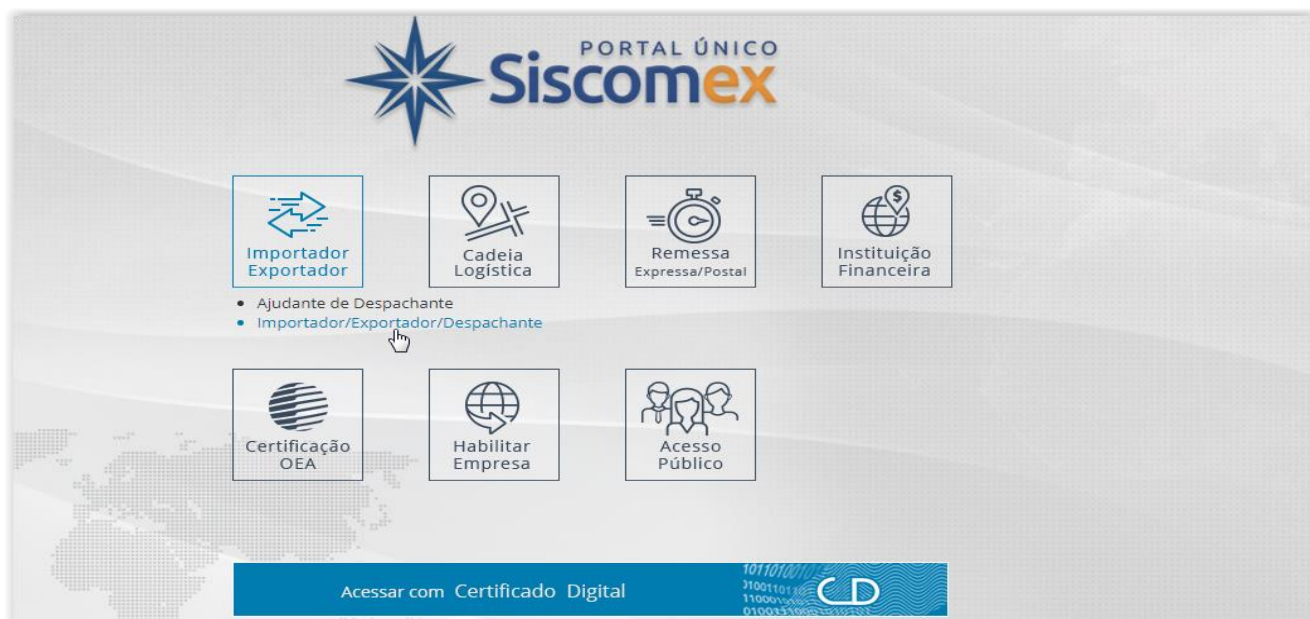 PORTAL ÚNICO
Siscomex
Importador
Exportador
Cadeia
Logística
Remessa
Expressa/Postal
Instituição
Financeira
Ajudante de Despachante
Importador/Exportador/Despachante
Certificação
OEA
Habilitar
Empresa
Acesso
Público
Acessar com Certificado Digital
CD